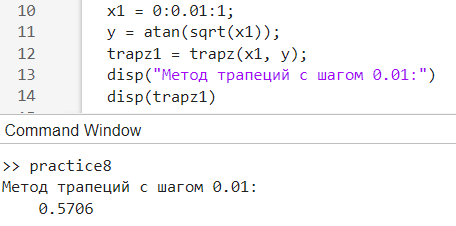 10 x1 = 0:0.01:1;
11 y = atan(sqrt(x1));
12 trapz1 = trapz(x1, y);
13 disp("Метод трапеций с шагом 0.01:")
14 disp(trapz1)
Command Window
>> practice8
Метод трапеций с шагом 0.01:
0.5706